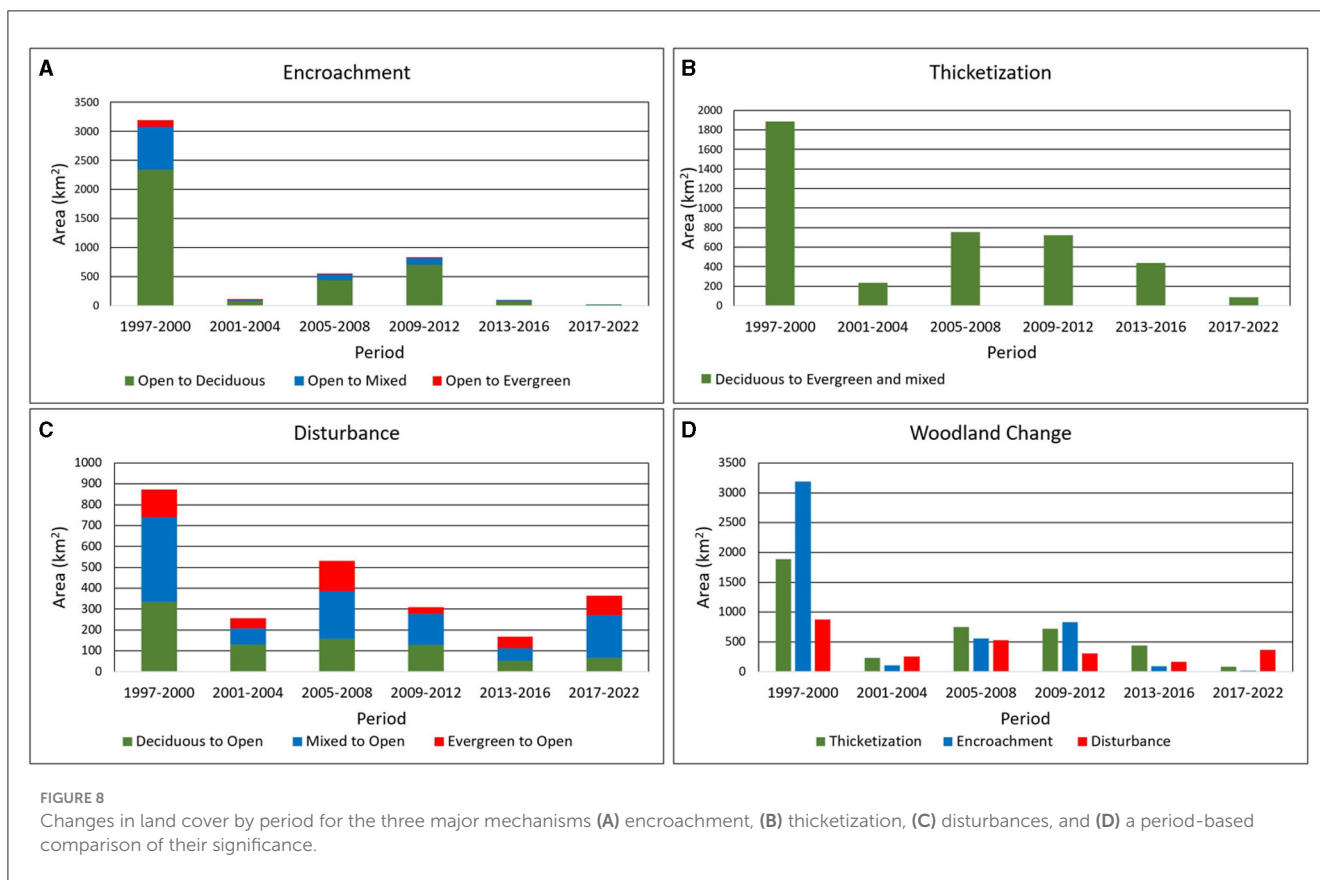 A
Encroachment
3500
3000
2500
2000
1500
1000
500
0
Area (km²)
1997-2000 2001-2004 2005-2008 2009-2012 2013-2016 2017-2022
Period
Open to Deciduous Open to Mixed Open to Evergreen
B
Thicketization
2000
1800
1600
1400
1200
1000
800
600
400
200
0
Area (km²)
1997-2000 2001-2004 2005-2008 2009-2012 2013-2016 2017-2022
Period
Deciduous to Evergreen and mixed
C
Disturbance
1000
900
800
700
600
500
400
300
200
100
0
Area (km²)
1997-2000 2001-2004 2005-2008 2009-2012 2013-2016 2017-2022
Period
Deciduous to Open Mixed to Open Evergreen to Open
D
Woodland Change
3500
3000
2500
2000
1500
1000
500
0
Area (km²)
1997-2000 2001-2004 2005-2008 2009-2012 2013-2016 2017-2022
Period
Thicketization Encroachment Disturbance
FIGURE 8
Changes in land cover by period for the three major mechanisms (A) encroachment, (B) thicketization, (C) disturbances, and (D) a period-based
comparison of their significance.